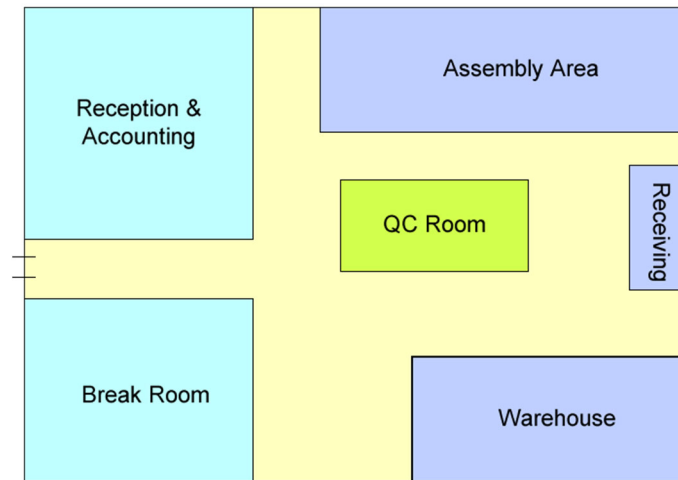 Reception &
Accounting
Assembly Area
QC Room
Receiving
Break Room
Warehouse